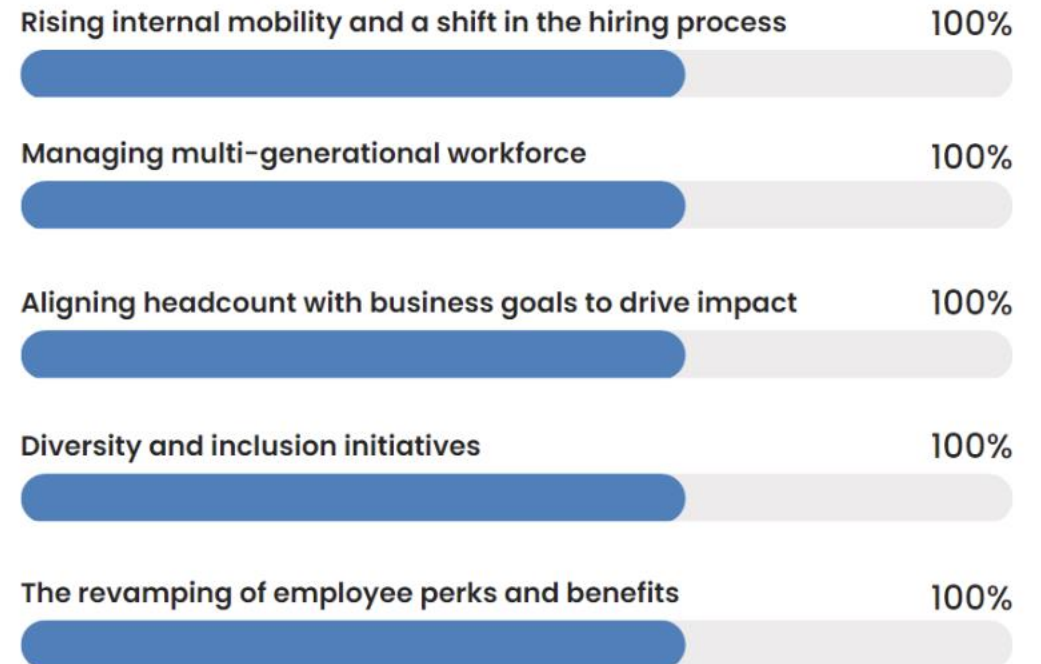 Rising internal mobility and a shift in the hiring process 100%
Managing multi-generational workforce 100%
Aligning headcount with business goals to drive impact 100%
Diversity and inclusion initiatives 100%
The revamping of employee perks and benefits 100%